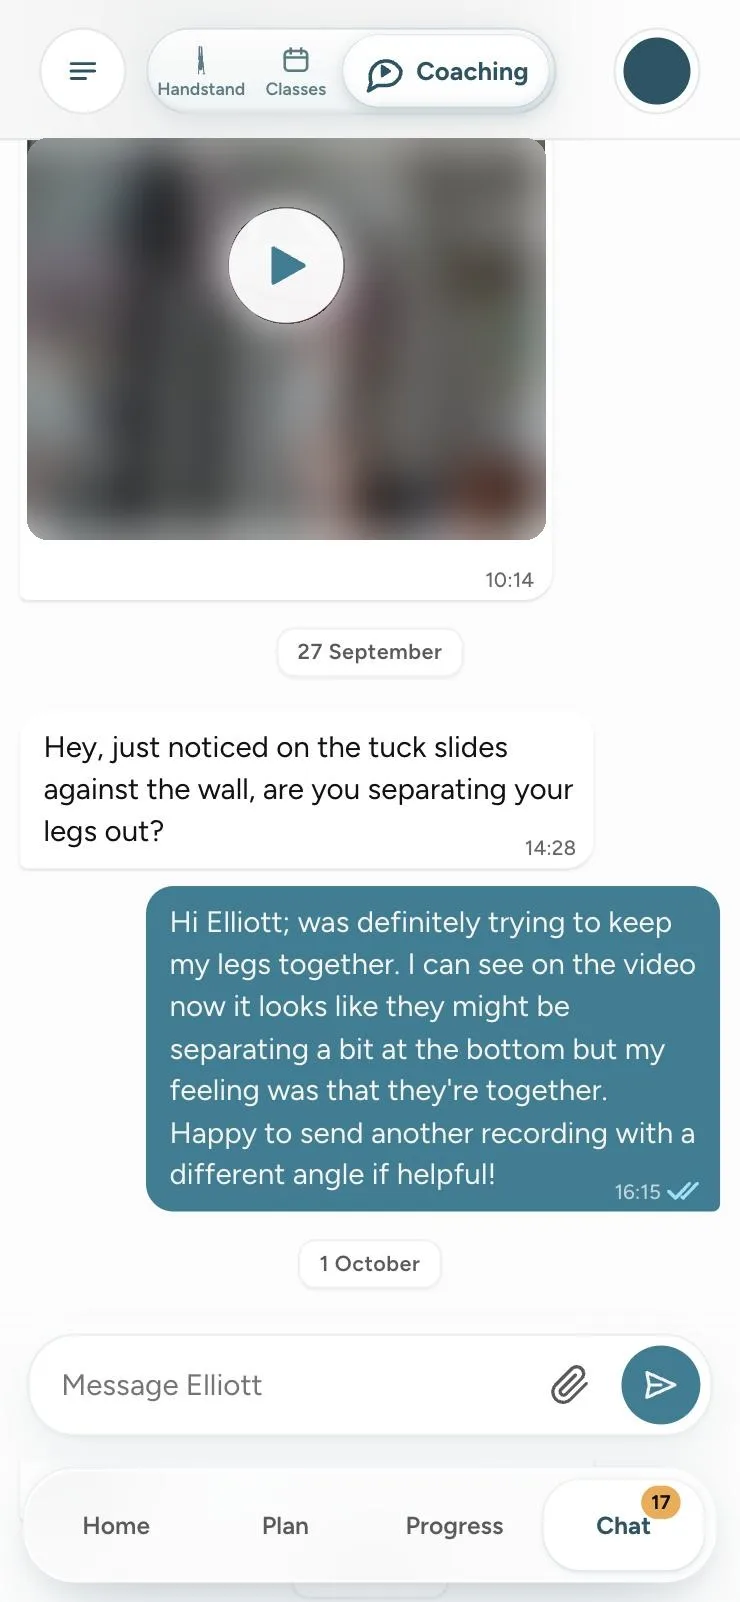 Handstand
Classes
Coaching
10:14
27 September
Hey, just noticed on the tuck slides
against the wall, are you separating your
legs out?
14:28
Hi Elliott; was definitely trying to keep
my legs together. I can see on the video
now it looks like they might be
separating a bit at the bottom but my
feeling was that they're together.
Happy to send another recording with a
different angle if helpful!
16:15
1 October
Message Elliott
Home
Plan
Progress
Chat
17